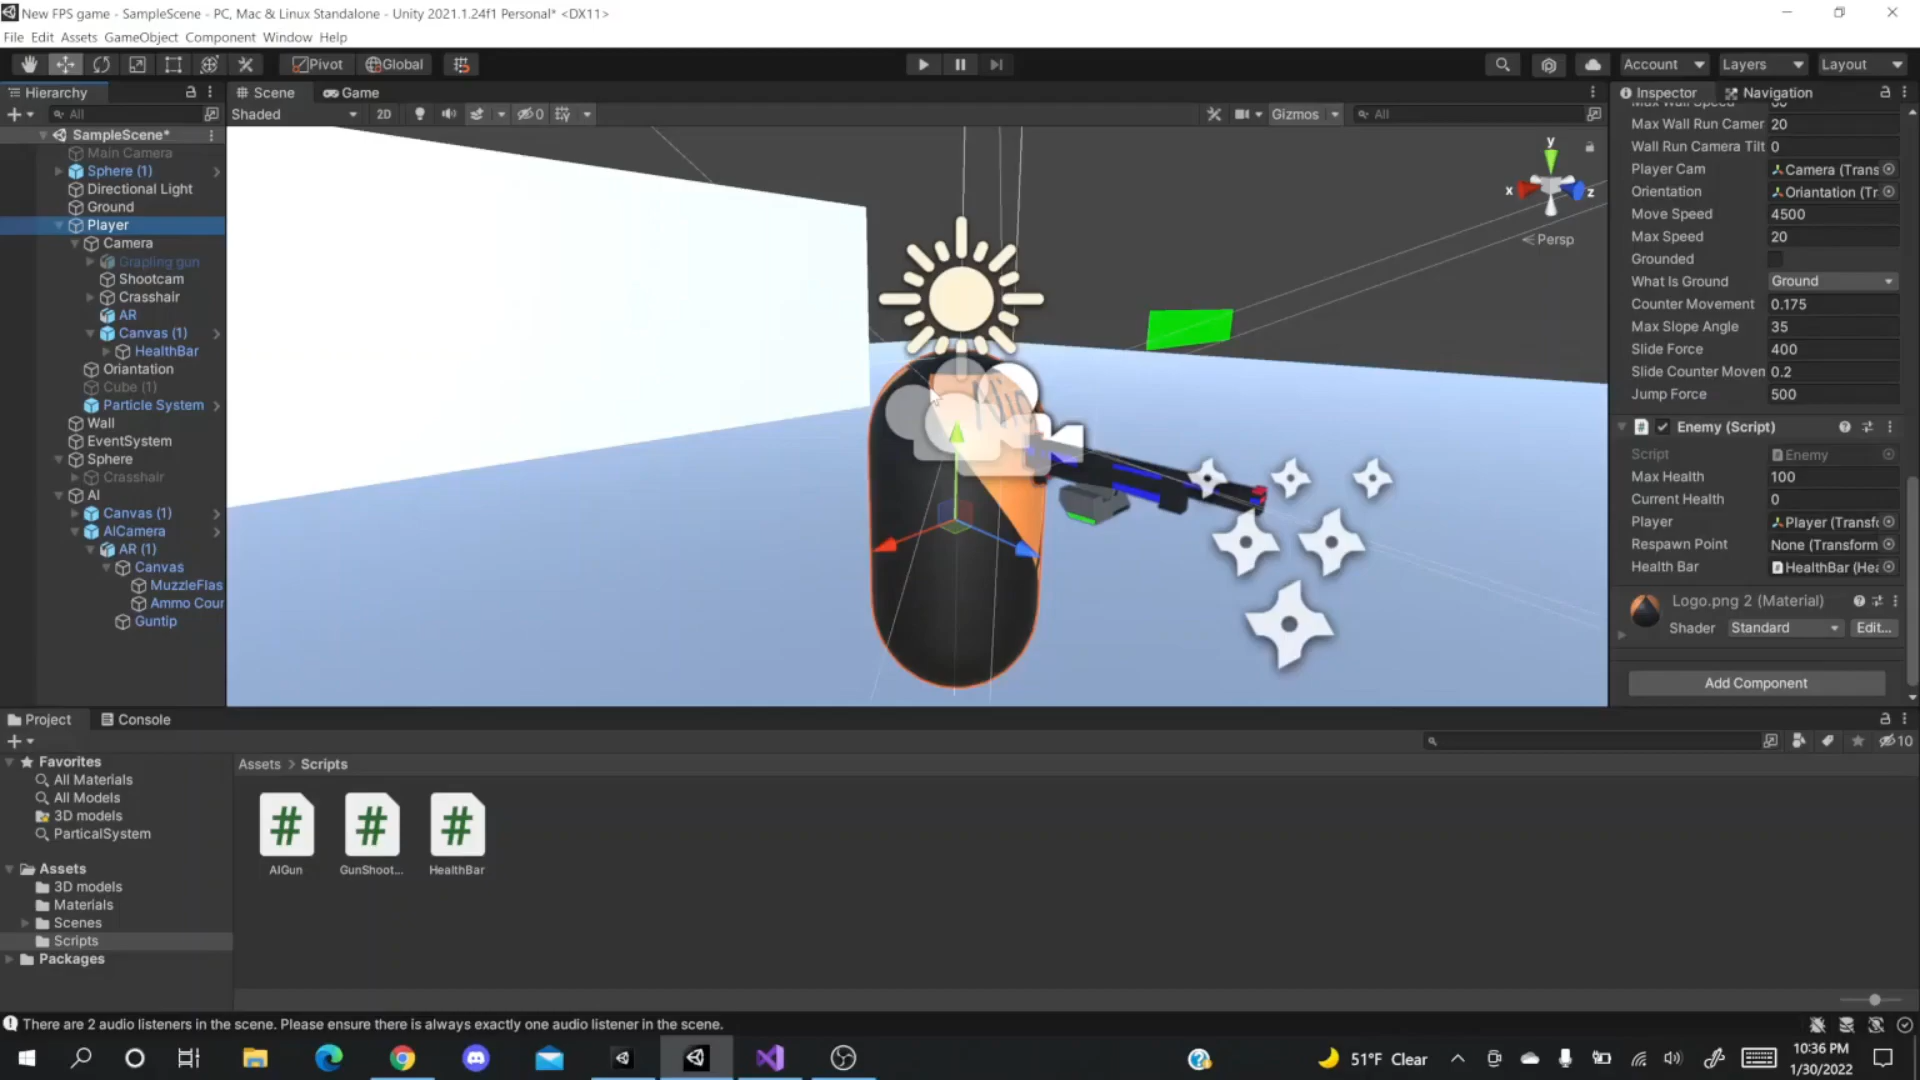 New FPS game - SampleScene - PC, Mac & Linux Standalone - Unity 2021.1.24f1 Personal* <DX11>
File Edit Assets GameObject Component Window Help
Pivot Global Account Layers Layout
Hierarchy Scene Game Inspector Navigation
All Shaded 2D 0 Gizmos All
SampleScene*
Main Camera
Sphere (1)
Directional Light
Ground
Player
Camera
Grapling gun
Shootcam
Crasshair
AR
Canvas (1)
HealthBar
Orientation
Cube (1)
Particle System
Wall
EventSystem
Sphere
Crasshair
AI
Canvas (1)
AICamera
AR (1)
Canvas
MuzzleFlas
Ammo Cour
Guntip
y
x z
Persp
Max Wall Speed
Max Wall Run Camer 20
Wall Run Camera Tilt 0
Player Cam Camera (Trans
Orientation Oriantation (Tr
Move Speed 4500
Max Speed 20
Grounded
What Is Ground Ground
Counter Movement 0.175
Max Slope Angle 35
Slide Force 400
Slide Counter Moven 0.2
Jump Force 500
# Enemy (Script)
Script Enemy
Max Health 100
Current Health 0
Player Player (Transfo
Respawn Point None (Transform
Health Bar HealthBar (Hea
Logo.png 2 (Material)
Shader Standard Edit...
Add Component
Project Console
10
Favorites
All Materials
All Models
3D models
ParticalSystem
Assets
3D models
Materials
Scenes
Scripts
Packages
Assets > Scripts
# # #
AIGun GunShoot... HealthBar
There are 2 audio listeners in the scene. Please ensure there is always exactly one audio listener in the scene.
51°F Clear
10:36 PM
1/30/2022